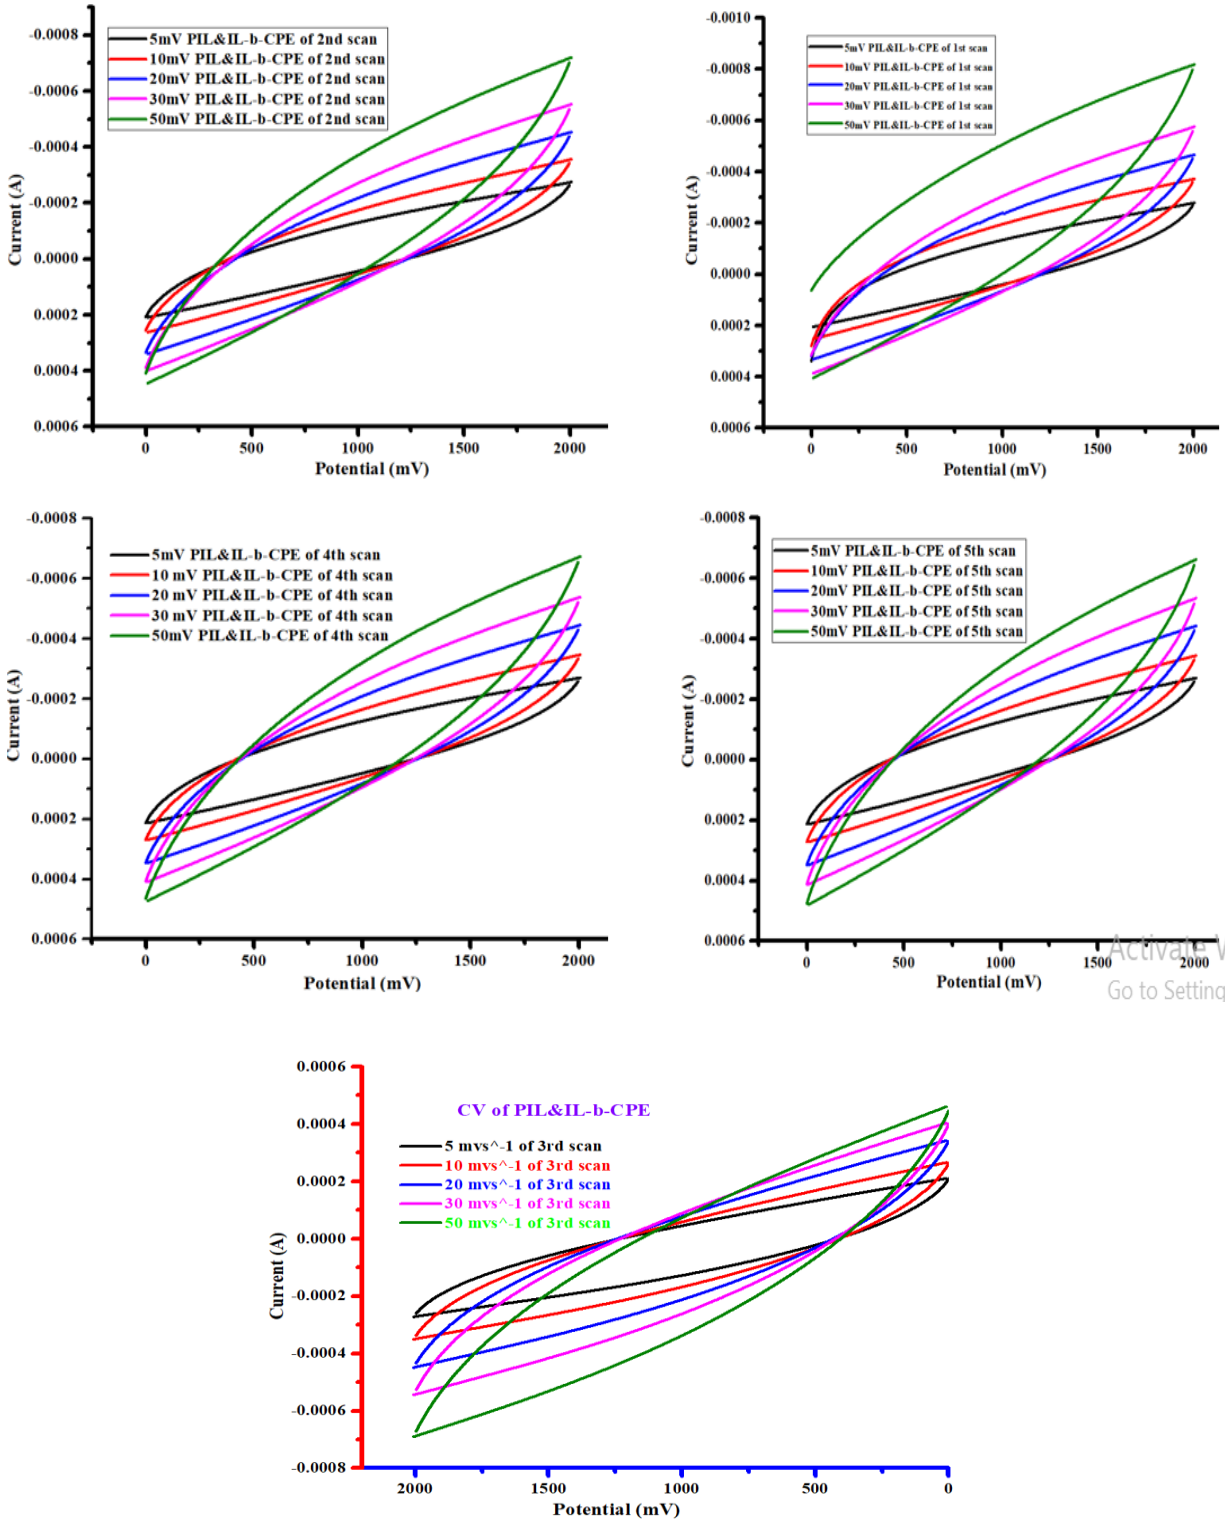 -0.0008
-0.0006
-0.0004
-0.0002
0.0000
0.0002
0.0004
0.0006
Current (A)
5mV PIL&IL-b-CPE of 2nd scan
10mV PIL&IL-b-CPE of 2nd scan
20mV PIL&IL-b-CPE of 2nd scan
30mV PIL&IL-b-CPE of 2nd scan
50mV PIL&IL-b-CPE of 2nd scan
0 500 1000 1500 2000
Potential (mV)
-0.0010
-0.0008
-0.0006
-0.0004
-0.0002
0.0000
0.0002
0.0004
0.0006
Current (A)
5mV PIL&IL-b-CPE of 1st scan
10mV PIL&IL-b-CPE of 1st scan
20mV PIL&IL-b-CPE of 1st scan
30mV PIL&IL-b-CPE of 1st scan
50mV PIL&IL-b-CPE of 1st scan
0 500 1000 1500 2000
Potential (mV)
-0.0008
-0.0006
-0.0004
-0.0002
0.0000
0.0002
0.0004
0.0006
Current (A)
5mV PIL&IL-b-CPE of 4th scan
10 mV PIL&IL-b-CPE of 4th scan
20 mV PIL&IL-b-CPE of 4th scan
30 mV PIL&IL-b-CPE of 4th scan
50mV PIL&IL-b-CPE of 4th scan
0 500 1000 1500 2000
Potential (mV)
-0.0008
-0.0006
-0.0004
-0.0002
0.0000
0.0002
0.0004
0.0006
Current (A)
5mV PIL&IL-b-CPE of 5th scan
10mV PIL&IL-b-CPE of 5th scan
20mV PIL&IL-b-CPE of 5th scan
30mV PIL&IL-b-CPE of 5th scan
50mV PIL&IL-b-CPE of 5th scan
0 500 1000 1500 2000
Potential (mV)
Activate
Go to Setting
0.0006
0.0004
0.0002
0.0000
-0.0002
-0.0004
-0.0006
-0.0008
Current (A)
CV of PIL&IL-b-CPE
5 mvs^-1 of 3rd scan
10 mvs^-1 of 3rd scan
20 mvs^-1 of 3rd scan
30 mvs^-1 of 3rd scan
50 mvs^-1 of 3rd scan
2000 1500 1000 500 0
Potential (mV)